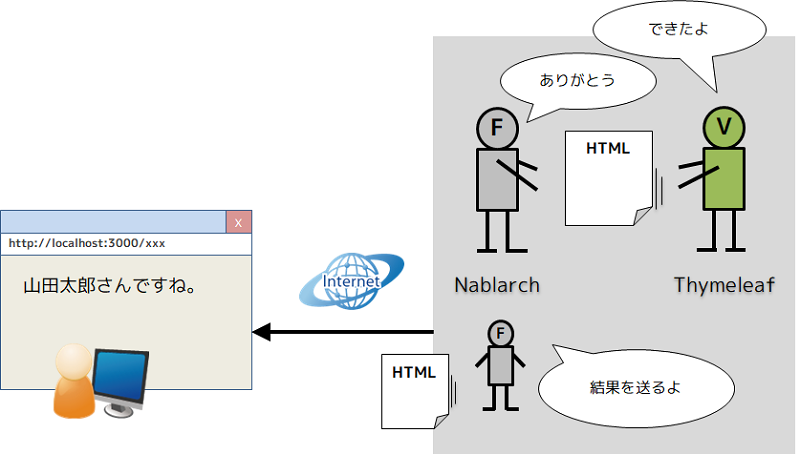 できたよ
ありがとう
F
V
HTML
X
http://localhost:3000/xxx
山田太郎さんですね。
Internet
Nablarch
Thymeleaf
F
HTML
結果を送るよ